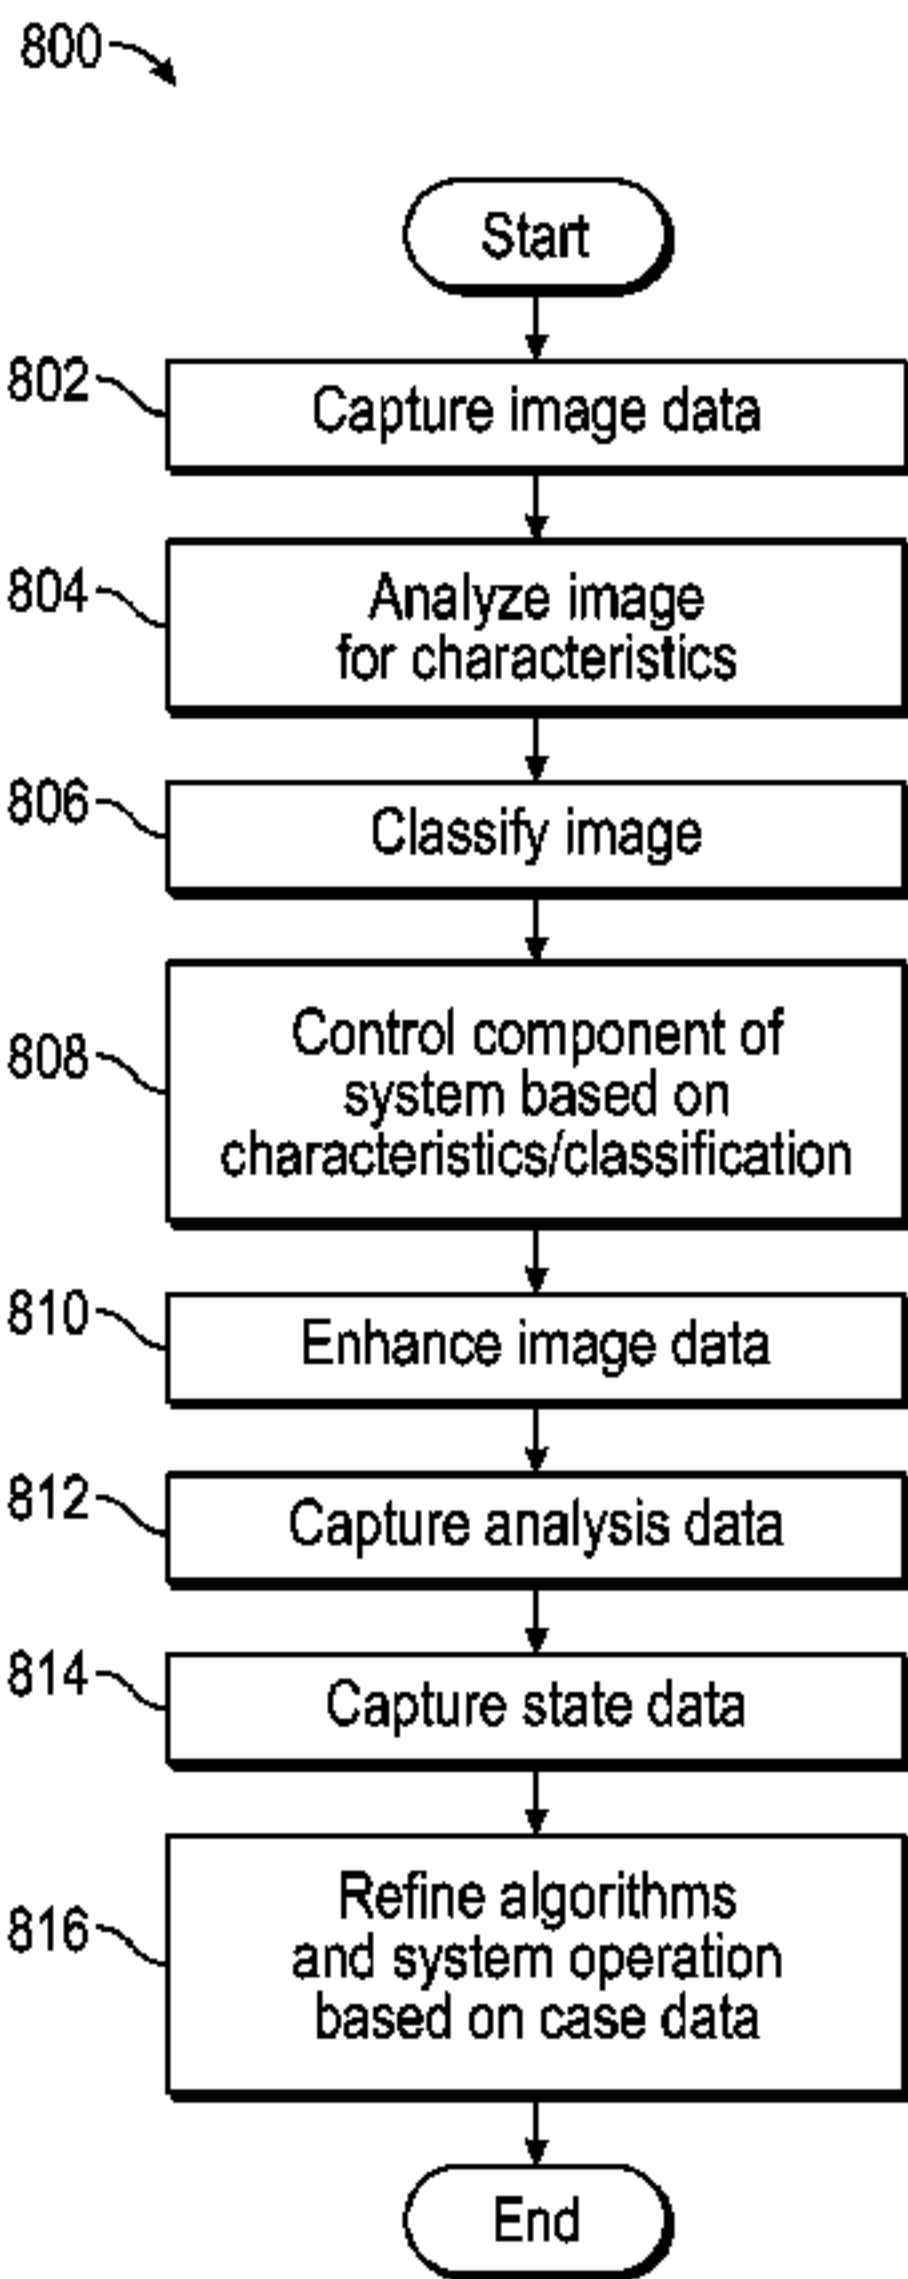 800
Start
802
Capture image data
804
Analyze image
for characteristics
806
Classify image
808
Control component of
system based on
characteristics/classification
810
Enhance image data
812
Capture analysis data
814
Capture state data
816
Refine algorithms
and system operation
based on case data
End